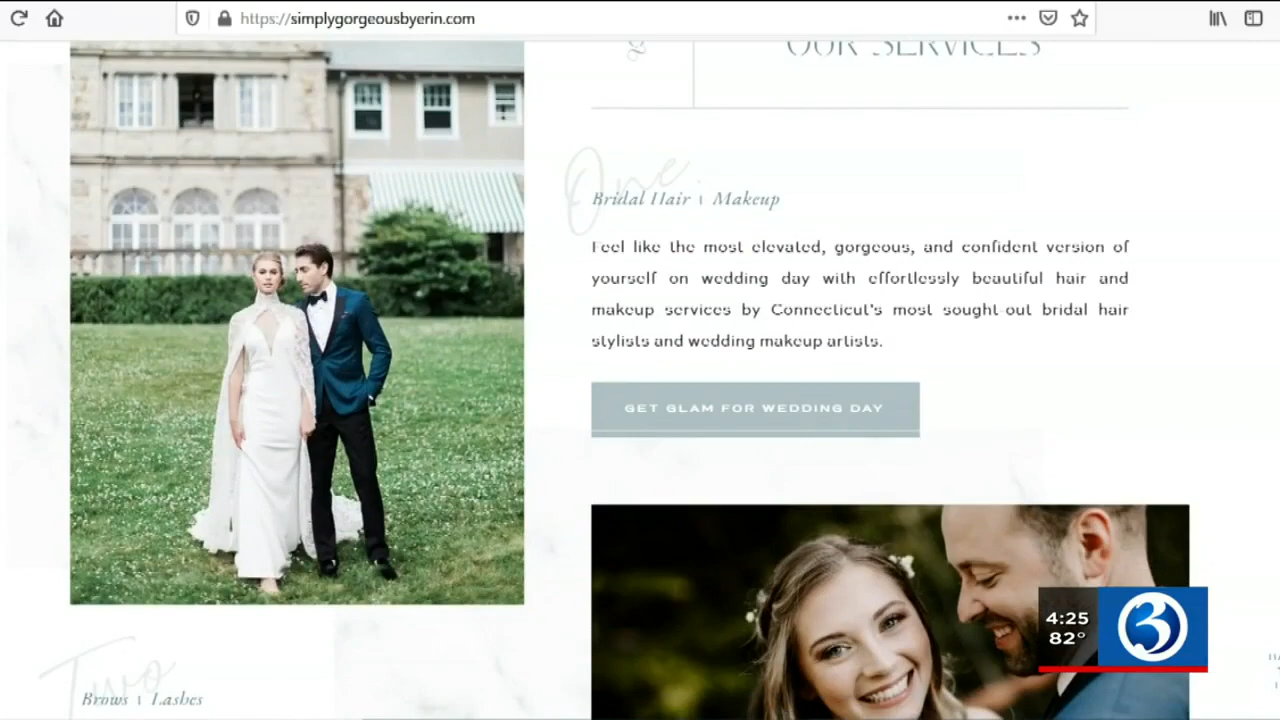 https://simplygorgeousbyerin.com
OUR SERVICES
One.
Bridal Hair | Makeup
Feel like the most elevated, gorgeous, and confident version of
yourself on wedding day with effortlessly beautiful hair and
makeup services by Connecticut's most sought-out bridal hair
stylists and wedding makeup artists.
GET GLAM FOR WEDDING DAY
4:25
82°
3
Two
Brows | Lashes